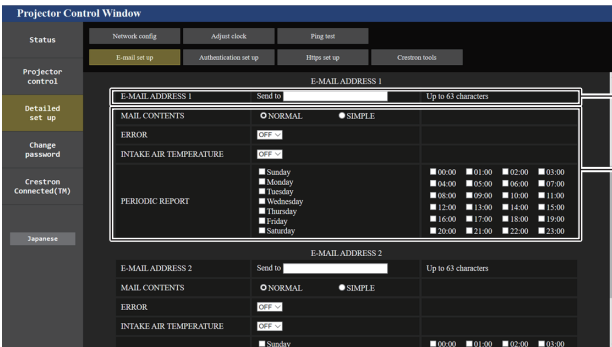 Projector Control Window
Status
Network config Adjust clock Ping test
E-mail set up Authentication set up Https set up Crestron tools
Projector
control
Detailed
set up
Change
password
Crestron
Connected(TM)
Japanese
E-MAIL ADDRESS 1
E-MAIL ADDRESS 1 Send to Up to 63 characters
MAIL CONTENTS NORMAL SIMPLE
ERROR OFF
INTAKE AIR TEMPERATURE OFF
PERIODIC REPORT
Sunday 00:00 01:00 02:00 03:00
Monday 04:00 05:00 06:00 07:00
Tuesday 08:00 09:00 10:00 11:00
Wednesday 12:00 13:00 14:00 15:00
Thursday 16:00 17:00 18:00 19:00
Friday 20:00 21:00 22:00 23:00
Saturday
E-MAIL ADDRESS 2
E-MAIL ADDRESS 2 Send to Up to 63 characters
MAIL CONTENTS NORMAL SIMPLE
ERROR OFF
INTAKE AIR TEMPERATURE OFF
Sunday 00:00 01:00 02:00 03:00